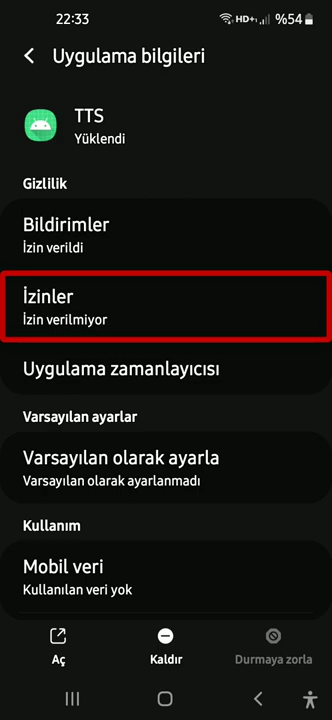 22:33
HD+
%54
Uygulama bilgileri
TTS
Yüklendi
Gizlilik
Bildirimler
İzin verildi
İzinler
İzin verilmiyor
Uygulama zamanlayıcısı
Varsayılan ayarlar
Varsayılan olarak ayarla
Varsayılan olarak ayarlanmadı
Kullanım
Mobil veri
Kullanılan veri yok
Aç
Kaldır
Durmaya zorla